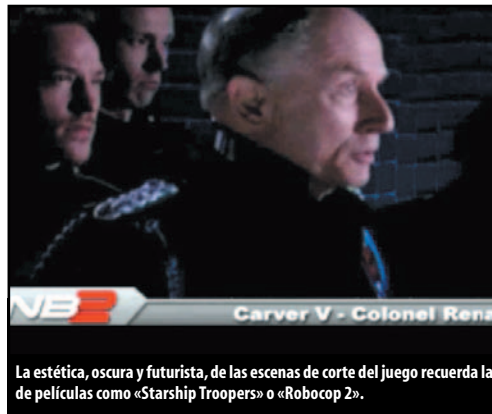 NB2
Carver V - Colonel Rena
La estética, oscura y futurista, de las escenas de corte del juego recuerda la
de películas como «Starship Troopers» o «Robocop 2».